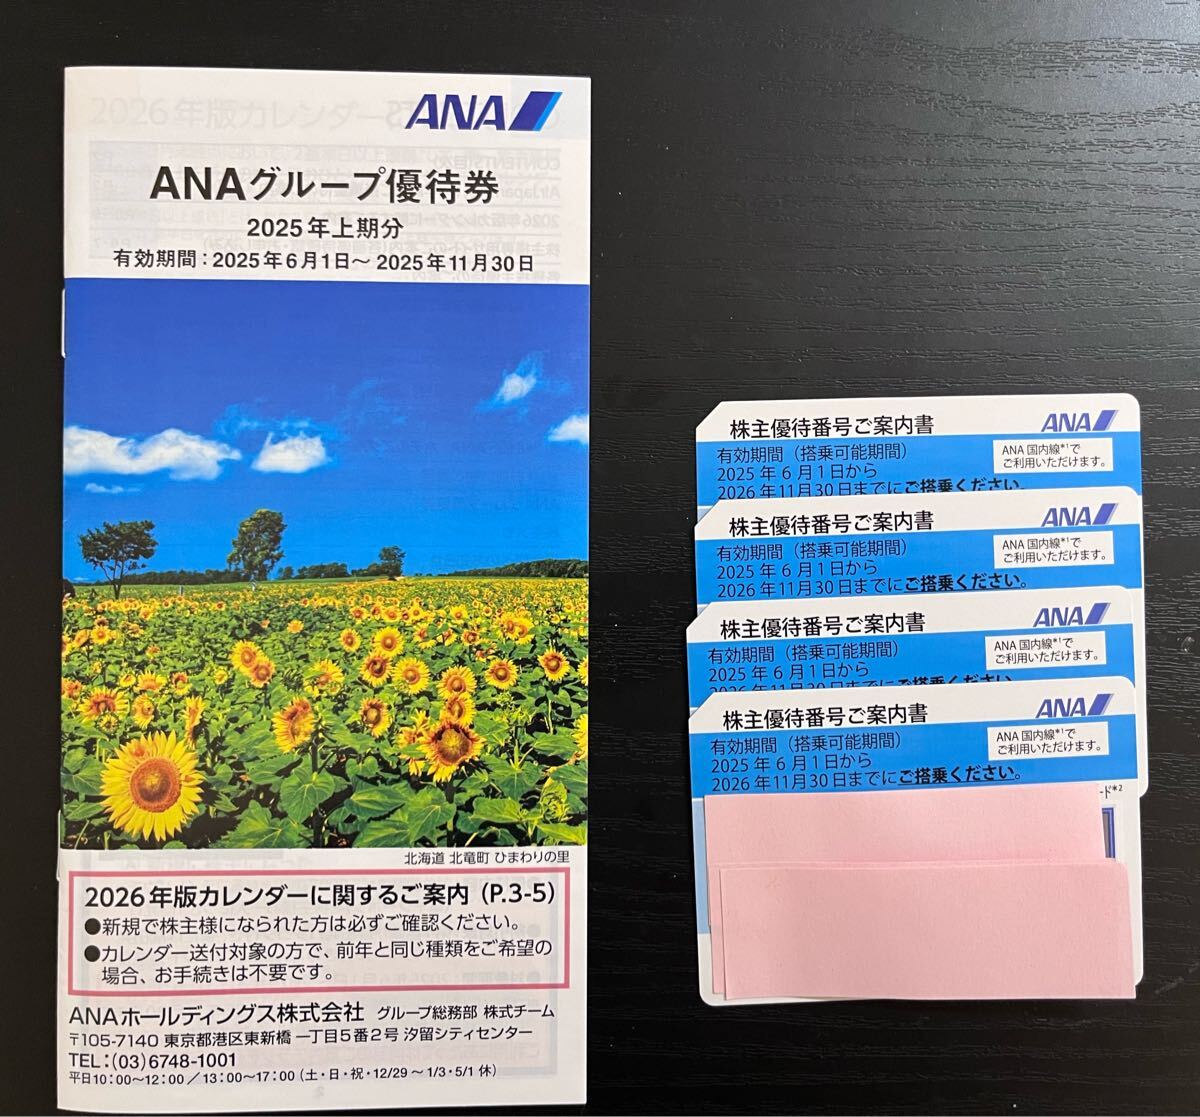 ANA
ANAグループ優待券
2025年上期分
有効期間：2025年6月1日～2025年11月30日
北海道 北竜町 ひまわりの里
2026年版カレンダーに関するご案内（P.3-5）
●新規で株主様になられた方は必ずご確認ください。
●カレンダー送付対象の方で、前年と同じ種類をご希望の
場合、お手続きは不要です。
ANAホールディングス株式会社 グループ総務部 株式チーム
〒105-7140 東京都港区東新橋一丁目5番2号 汐留シティセンター
TEL：(03)6748-1001
平日10：00～12：00／13：00～17：00（土・日・祝・12/29～1/3・5/1 休）
株主優待番号ご案内書 ANA
有効期間（搭乗可能期間）
2025年6月1日から
2026年11月30日までにご搭乗ください。
ANA国内線*1で
ご利用いただけます。
株主優待番号ご案内書 ANA
有効期間（搭乗可能期間）
2025年6月1日から
2026年11月30日までにご搭乗ください。
ANA国内線*1で
ご利用いただけます。
株主優待番号ご案内書 ANA
有効期間（搭乗可能期間）
2025年6月1日から
2026年11月30日までにご搭乗ください。
ANA国内線*1で
ご利用いただけます。
株主優待番号ご案内書 ANA
有効期間（搭乗可能期間）
2025年6月1日から
2026年11月30日までにご搭乗ください。
ANA国内線*1で
ご利用いただけます。
ード*2